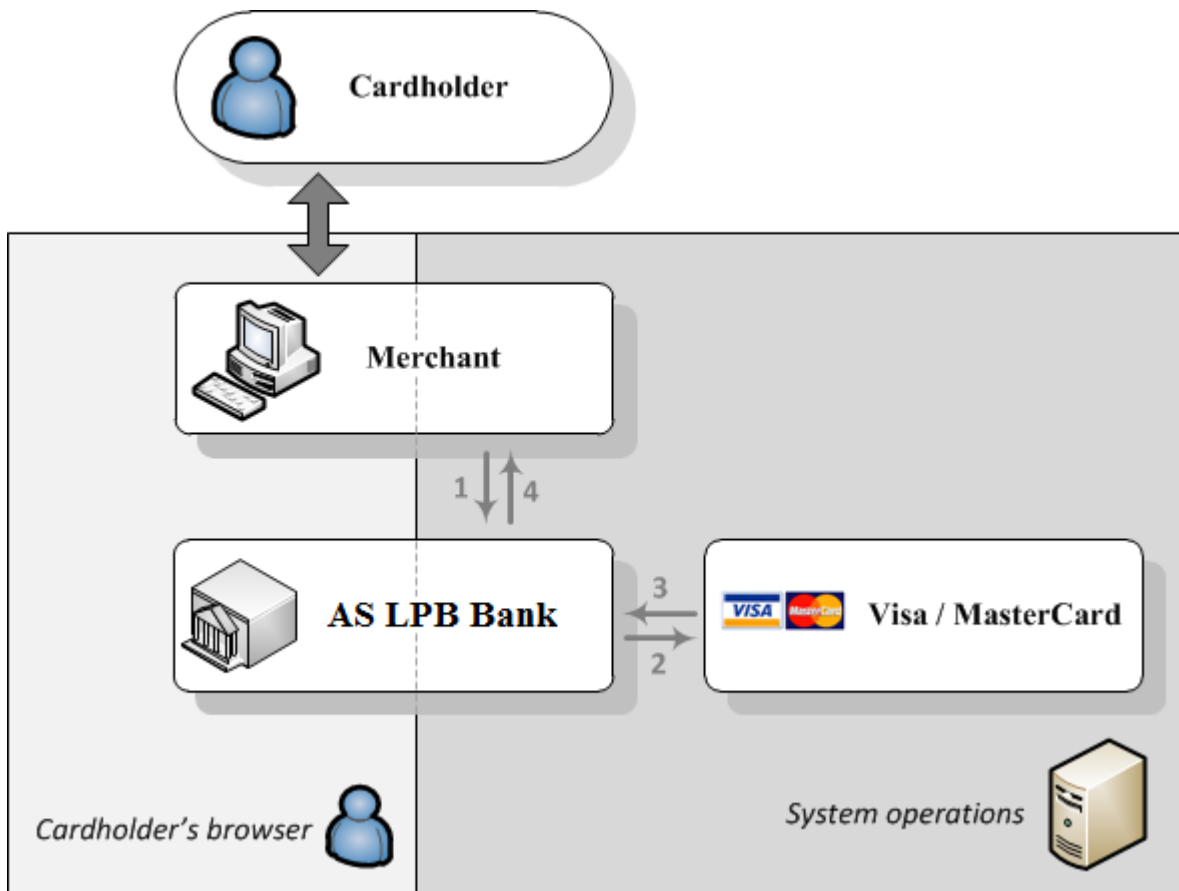 Cardholder
Merchant
1
4
AS LPB Bank
3
2
VISA
MasterCard
Visa / MasterCard
Cardholder’s browser
System operations